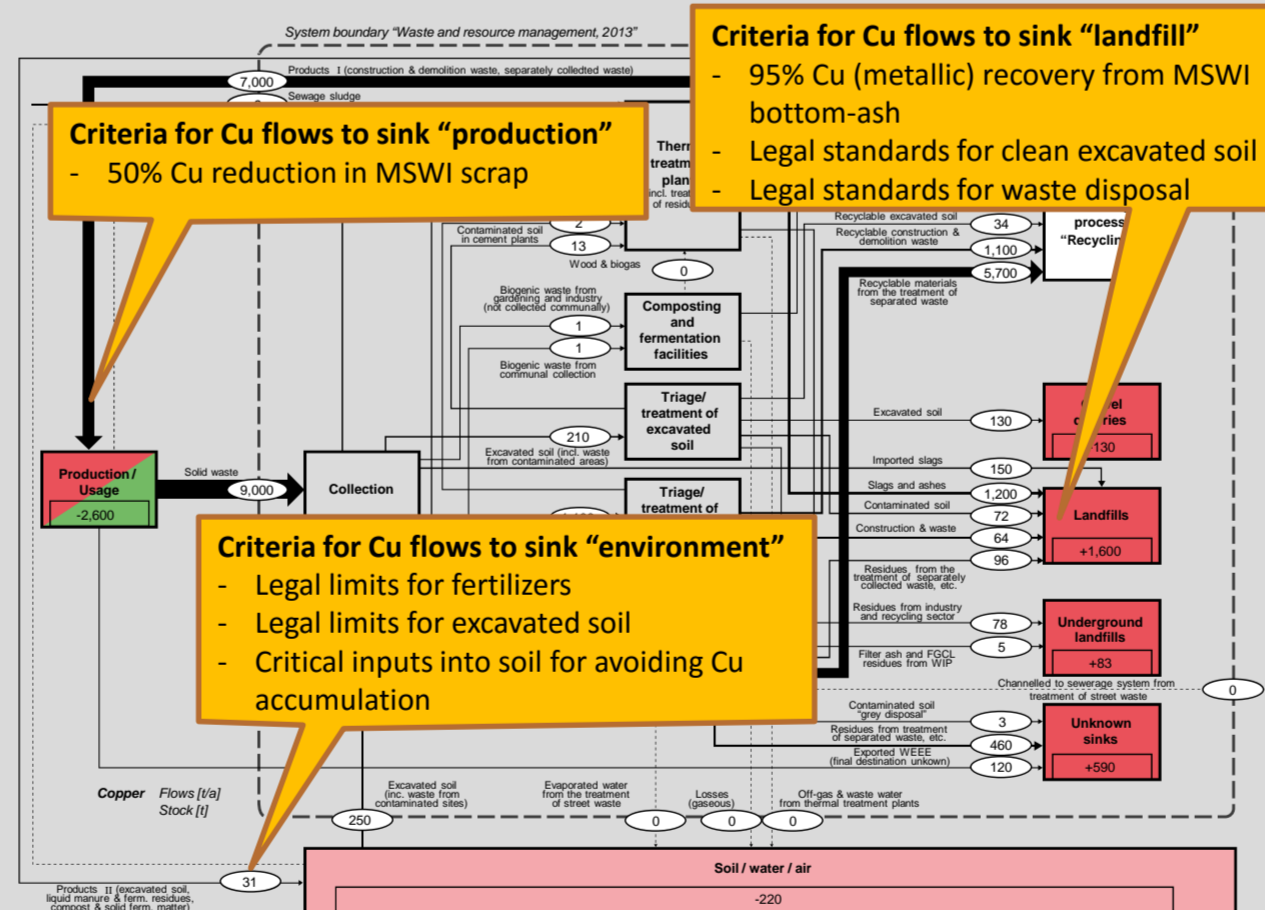 System boundary “Waste and resource management, 2013”
Products I (construction & demolition waste, separately colledted waste)
7,000
Sewage sludge
Criteria for Cu flows to sink “landfill”
- 95% Cu (metallic) recovery from MSWI
bottom-ash
- Legal standards for clean excavated soil
- Legal standards for waste disposal
Criteria for Cu flows to sink “production”
- 50% Cu reduction in MSWI scrap
2
Contaminated soil
in cement plants
13
Wood & biogas
0
Recyclable excavated soil
34
Recyclable construction &
demolition waste
1,100
5,700
Recyclable materials
from the treatment of
separated waste
process
Biogenic waste from
gardening and industry
(not collected communally)
1
1
Biogenic waste from
communal collection
Composting
and
fermentation
facilities
Triage/
treatment of
excavated
soil
210
Excavated soil (incl. waste
from contaminated areas)
Excavated soil
130
Production /
Usage
-2,600
Solid waste
9,000
Collection
Triage/
treatment of
Imported slags
150
Slags and ashes
1,200
Contaminated soil
72
Construction & waste
64
96
Residues from the
treatment of separately
collected waste, etc.
Landfills
+1,600
Criteria for Cu flows to sink “environment”
- Legal limits for fertilizers
- Legal limits for excavated soil
- Critical inputs into soil for avoiding Cu
accumulation
Residues from industry
and recycling sector
78
5
Filter ash and FGCL
residues from WIP
Underground
landfills
+83
Channelled to sewerage system from
treatment of street waste
0
Contaminated soil
“grey disposal”
3
Residues from treatment
of separated waste, etc.
460
Exported WEEE
(final destination unkown)
120
Unknown
sinks
+590
Copper Flows [t/a]
Stock [t]
Excavated soil
(inc. waste from
contaminated sites)
250
Evaporated water
from the treatment
of street waste
0
Losses
(gaseous)
0
Off-gas & waste water
from thermal treatment plants
0
31
Products II (excavated soil,
liquid manure & ferm. residues,
compost & solid ferm. matter)
Soil / water / air
-220